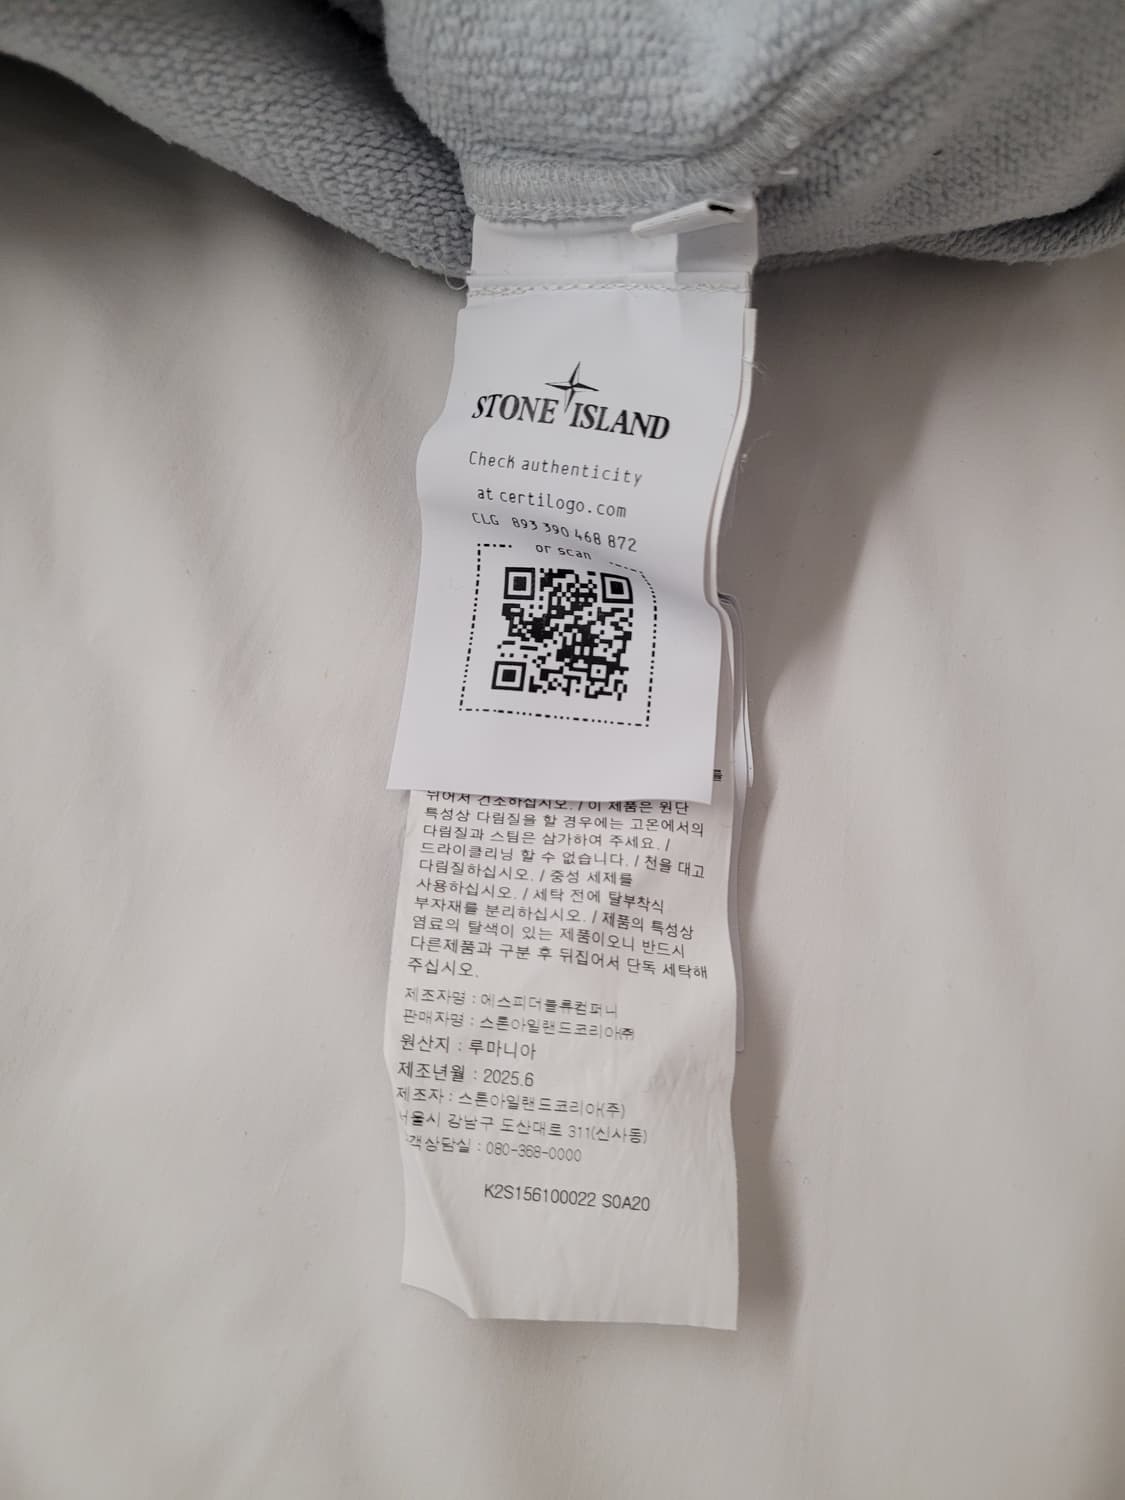 STONE ISLAND
Check authenticity
at certilogo.com
CLG 893 390 468 872
or scan
를
뒤어서 건조하십시오. / 이 제품은 원단
특성상 다림질을 할 경우에는 고온에서의
다림질과 스팀은 삼가하여 주세요. /
드라이클리닝 할 수 없습니다. / 천을 대고
다림질하십시오. / 중성 세제를
사용하십시오. / 세탁 전에 탈부착식
부자재를 분리하십시오. / 제품의 특성상
염료의 탈색이 있는 제품이오니 반드시
다른제품과 구분 후 뒤집어서 단독 세탁해
주십시오.
제조자명 : 에스피더블류컴퍼니
판매자명 : 스톤아일랜드코리아㈜
원산지 : 루마니아
제조년월 : 2025.6
제조자 : 스톤아일랜드코리아(주)
서울시 강남구 도산대로 311(신사동)
고객상담실 : 080-368-0000
K2S156100022 S0A20